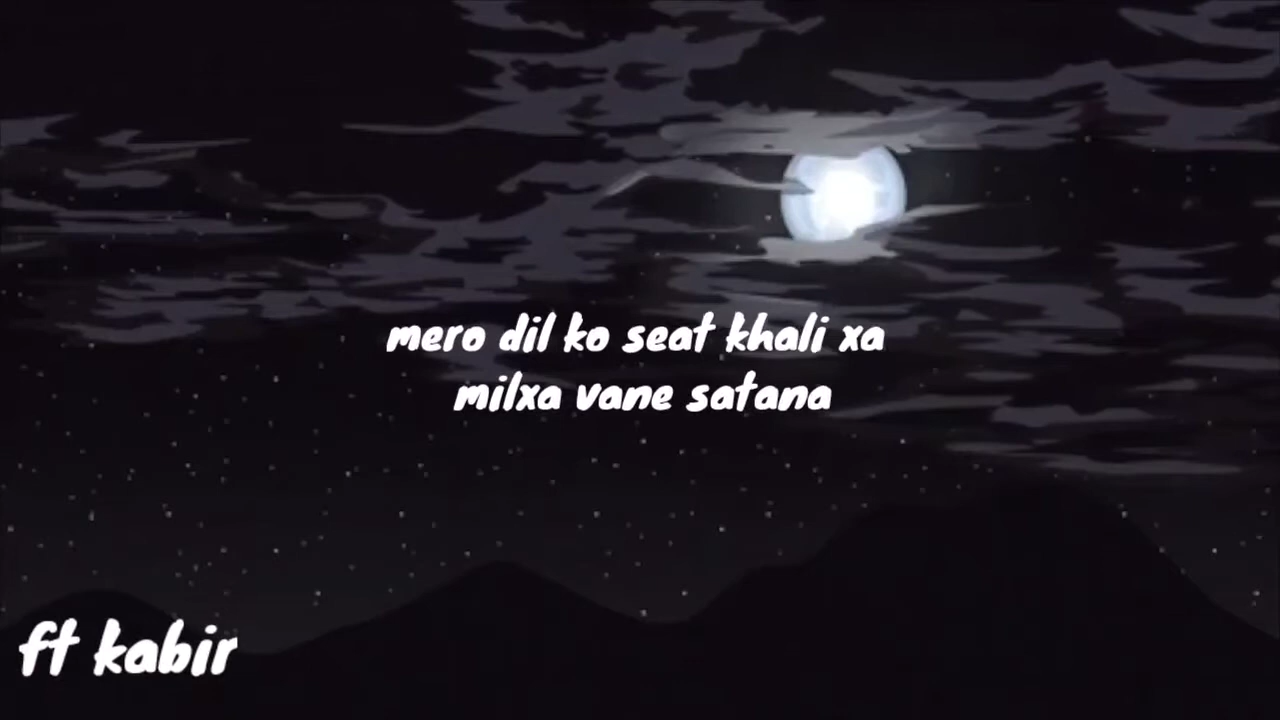 mero dil ko seat khali xa
milxa vane satana
ft kabir